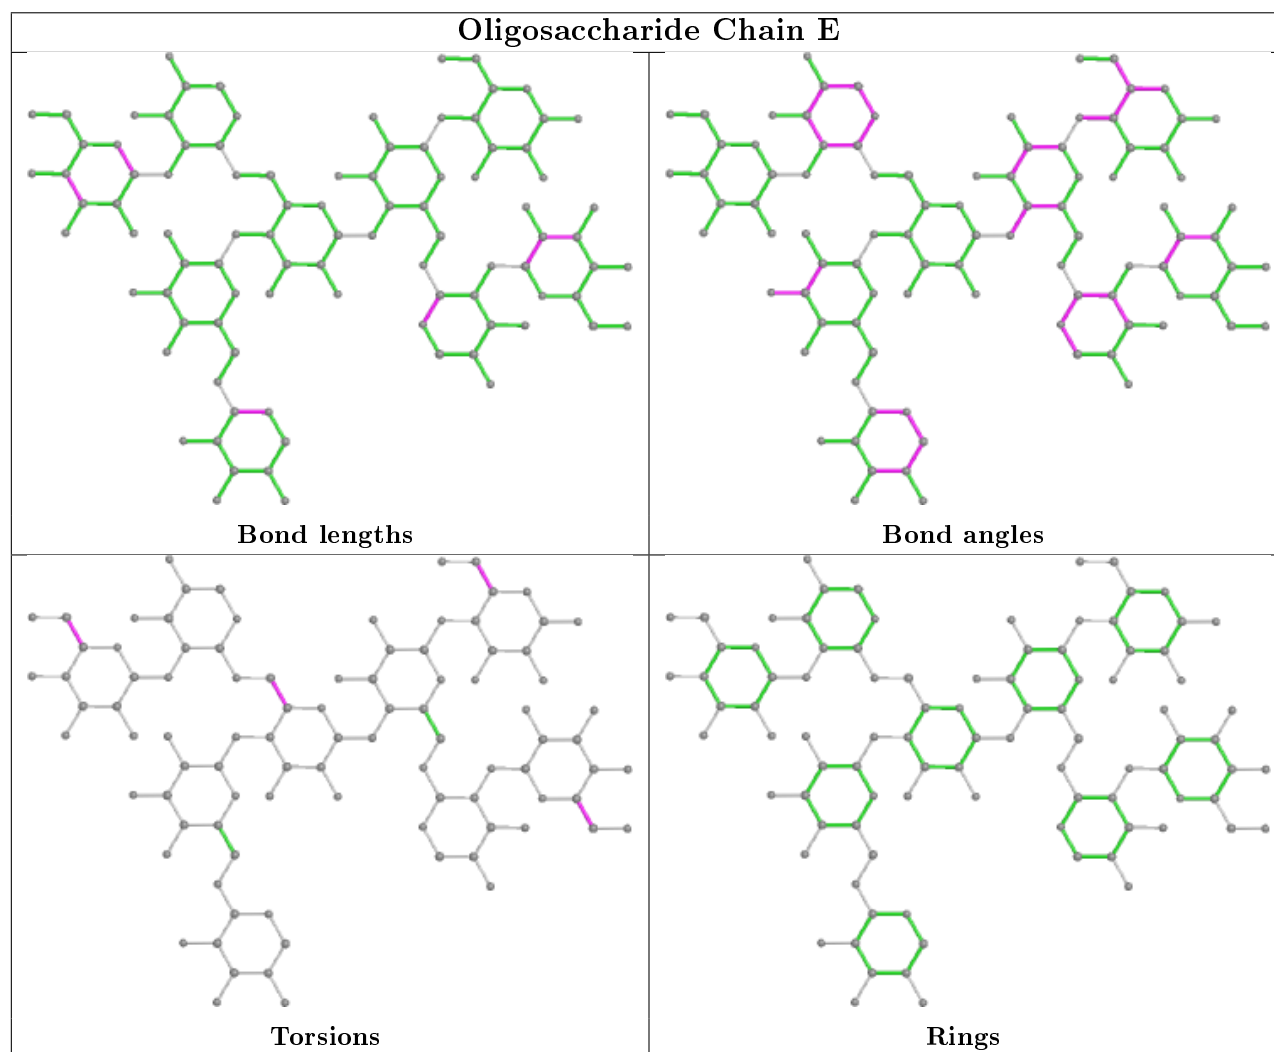 Oligosaccharide Chain E
Bond lengths
Bond angles
Torsions
Rings